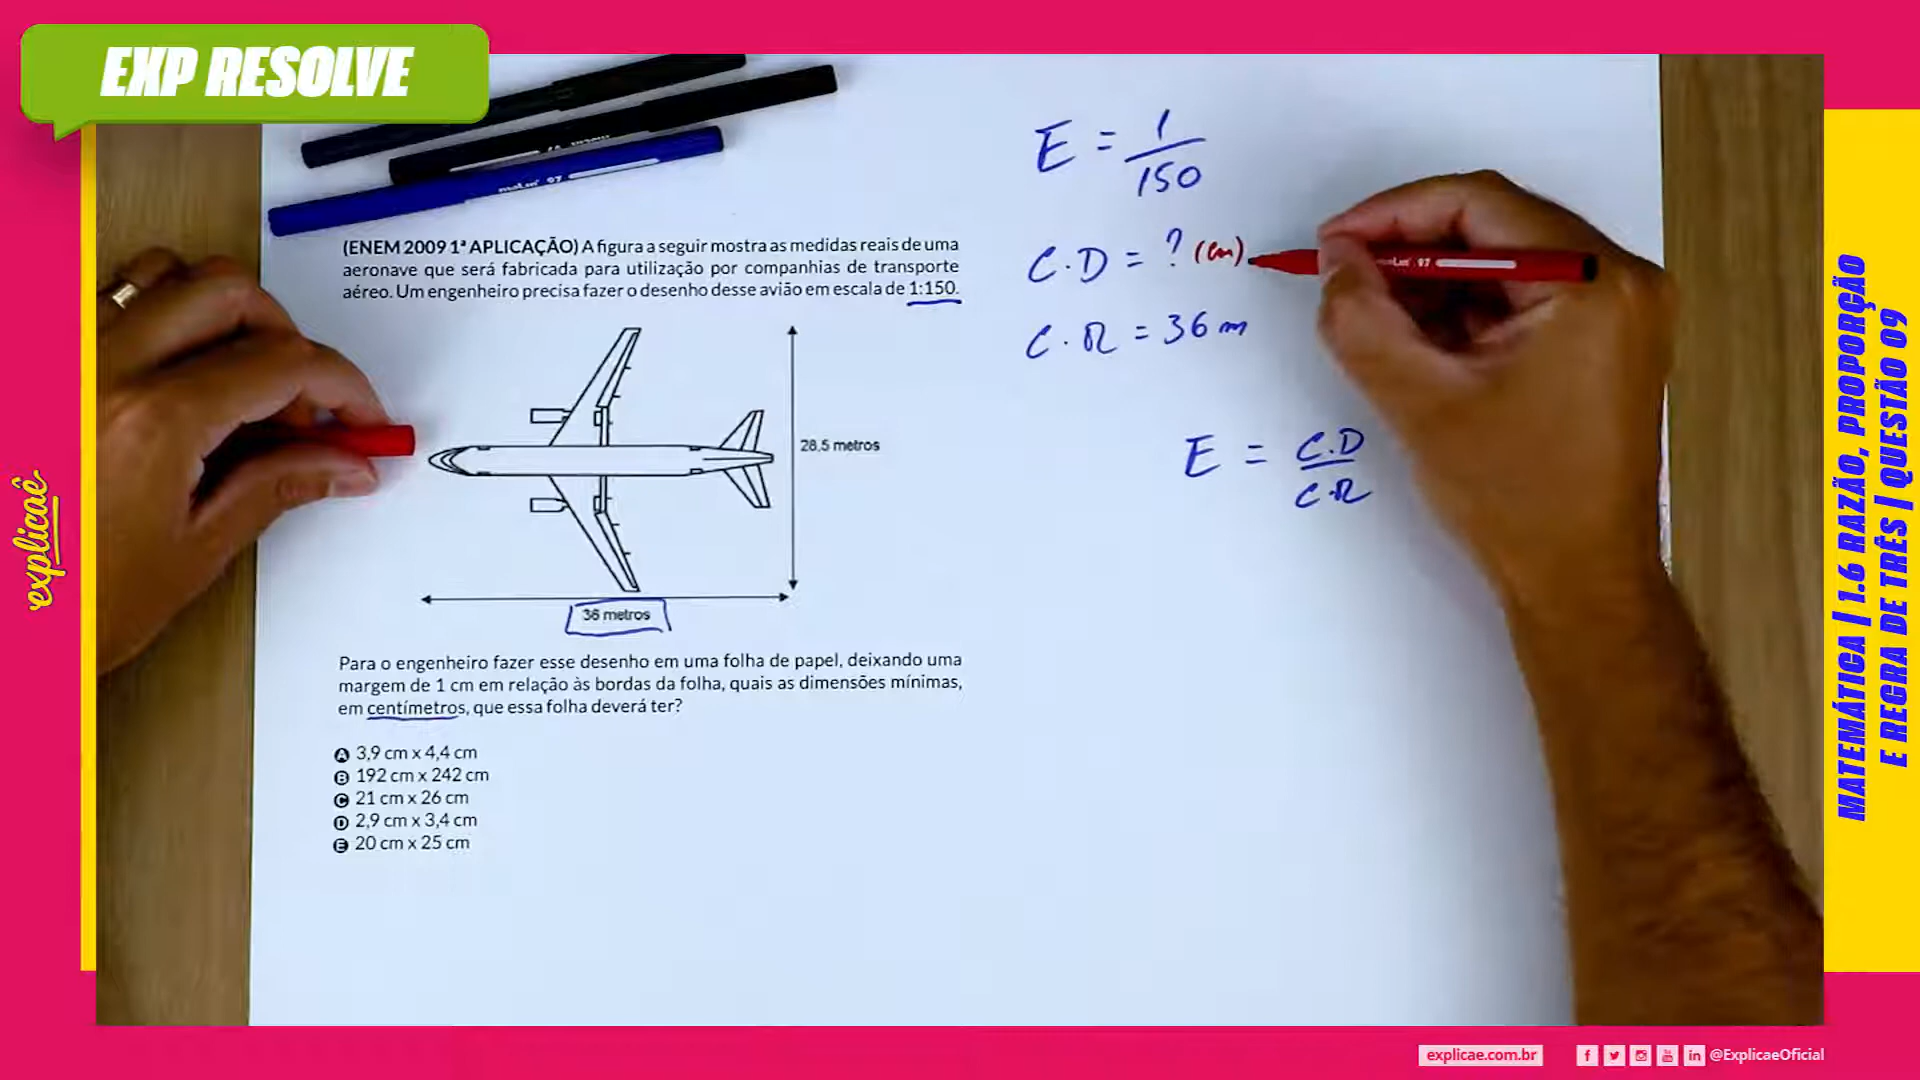 EXP RESOLVE
(ENEM 2009 1ª APLICAÇÃO) A figura a seguir mostra as medidas reais de uma
aeronave que será fabricada para utilização por companhias de transporte
aéreo. Um engenheiro precisa fazer o desenho desse avião em escala de 1:150.
28,5 metros
36 metros
Para o engenheiro fazer esse desenho em uma folha de papel, deixando uma
margem de 1 cm em relação às bordas da folha, quais as dimensões mínimas,
em centímetros, que essa folha deverá ter?
A 3,9 cm x 4,4 cm
B 192 cm x 242 cm
C 21 cm x 26 cm
D 2,9 cm x 3,4 cm
E 20 cm x 25 cm
E = 1/150
C.D = ? (cm)
C.R = 36 m
E = C.D/C.R
explicaê
MATEMÁTICA | 1.6 RAZÃO, PROPORÇÃO
E REGRA DE TRÊS | QUESTÃO 09
explicae.com.br
@ExplicaeOficial